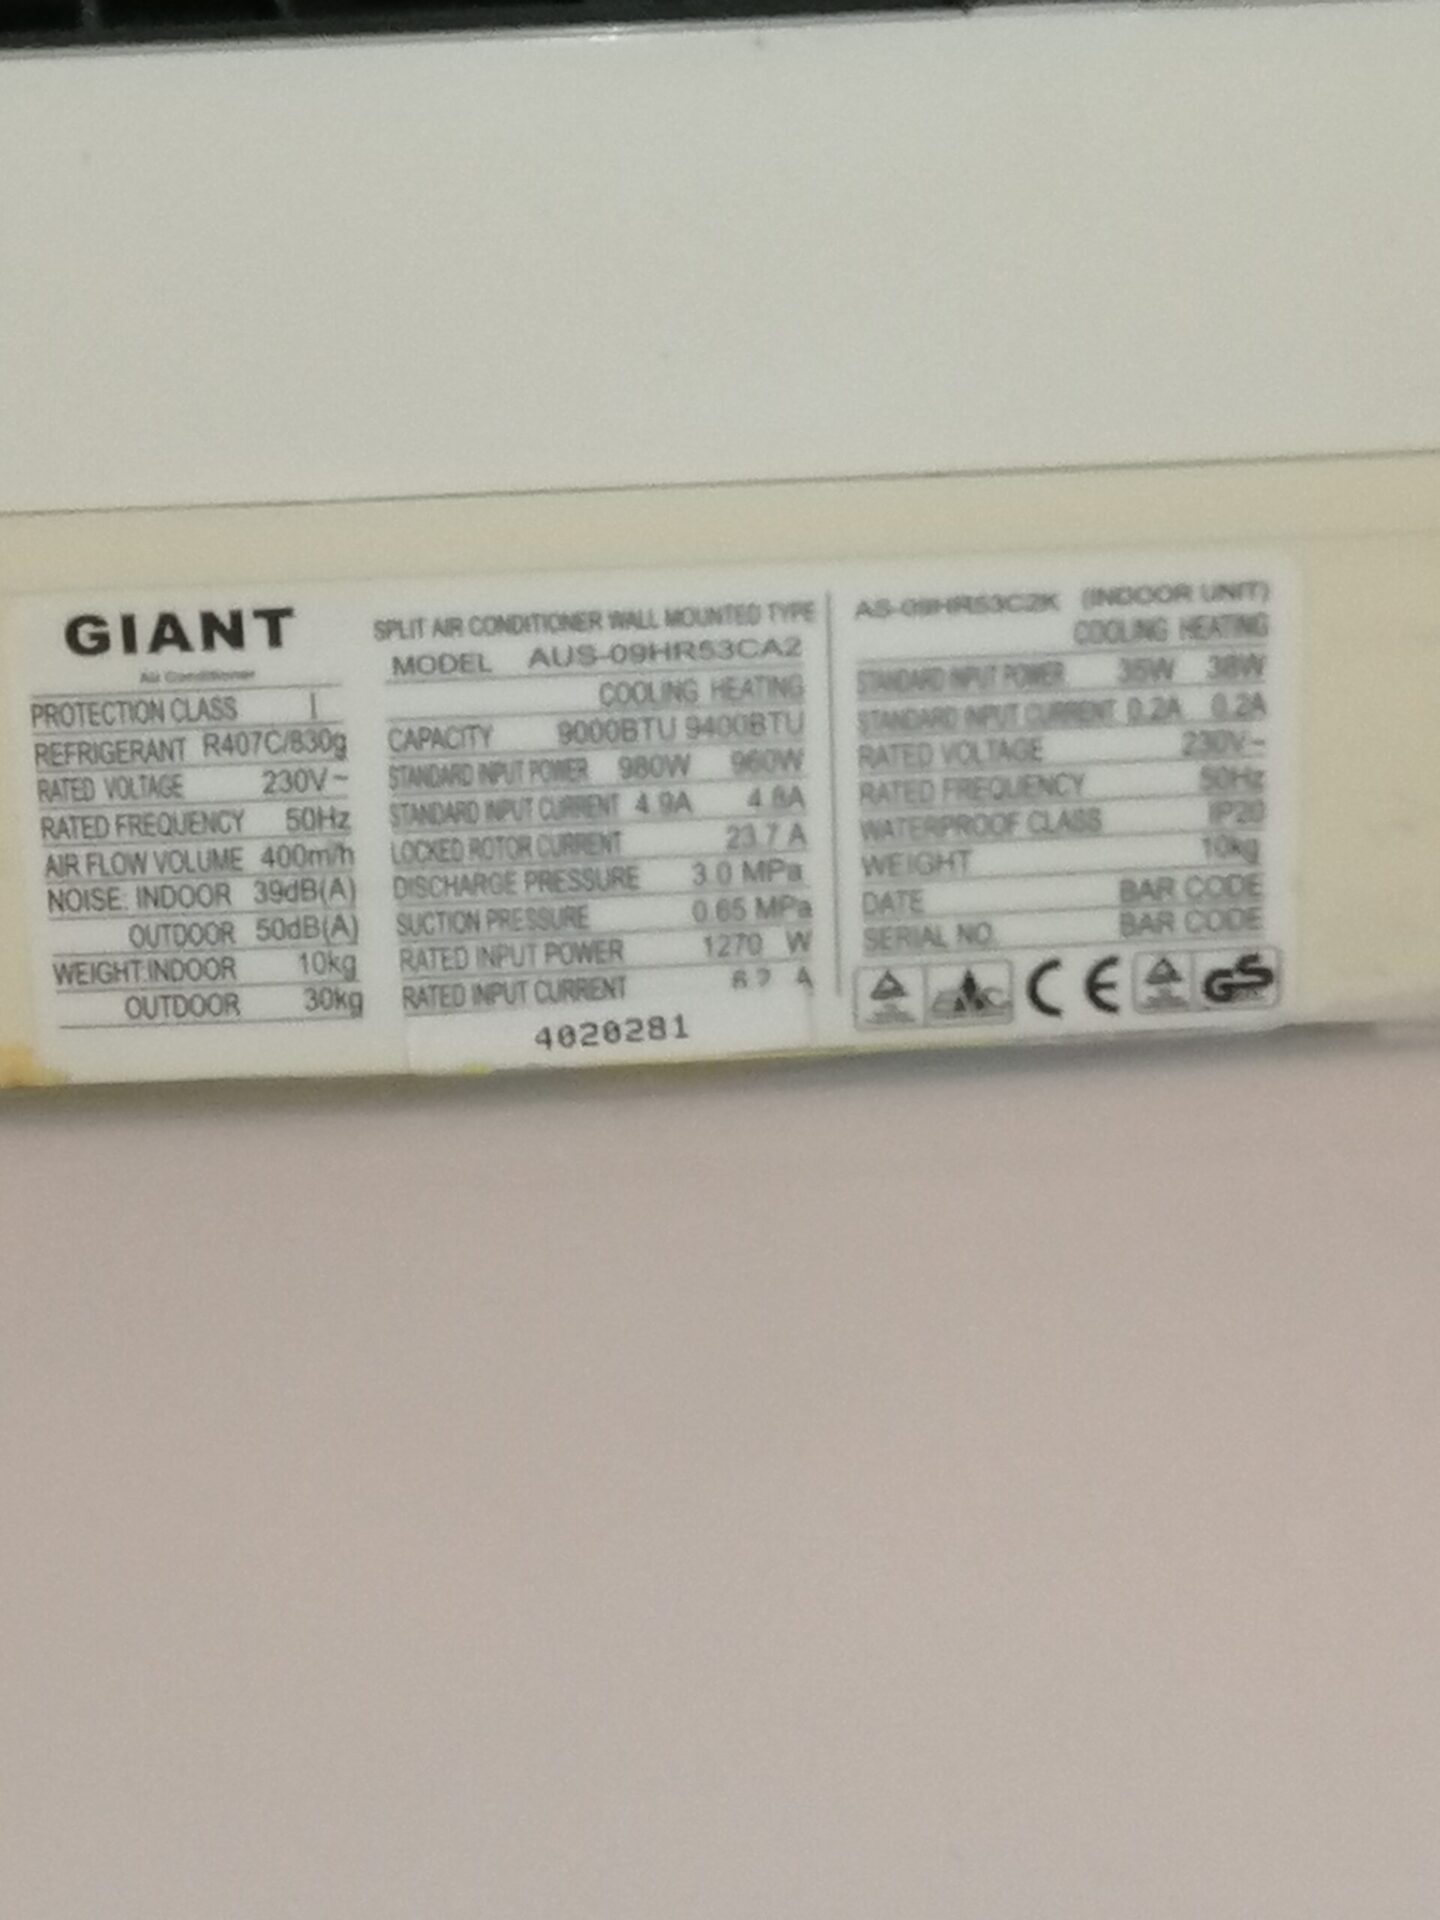 GIANT
Air Conditioner
PROTECTION CLASS I
REFRIGERANT R407C/830g
RATED VOLTAGE 230V~
RATED FREQUENCY 50Hz
AIR FLOW VOLUME 400m/h
NOISE: INDOOR 39dB(A)
OUTDOOR 50dB(A)
WEIGHT:INDOOR 10kg
OUTDOOR 30kg
SPLIT AIR CONDITIONER WALL MOUNTED TYPE
MODEL AUS-09HR53CA2
COOLING HEATING
CAPACITY 9000BTU 9400BTU
STANDARD INPUT POWER 980W 960W
STANDARD INPUT CURRENT 4.9A 4.8A
LOCKED ROTOR CURRENT 23.7 A
DISCHARGE PRESSURE 3.0 MPa
SUCTION PRESSURE 0.65 MPa
RATED INPUT POWER 1270 W
RATED INPUT CURRENT A
4020281
AS-09HR53C2K (INDOOR UNIT)
COOLING HEATING
STANDARD INPUT POWER 35W 38W
STANDARD INPUT CURRENT 0.2A 0.2A
RATED VOLTAGE 230V~
RATED FREQUENCY 50Hz
WATERPROOF CLASS IP20
WEIGHT 10kg
DATE BAR CODE
SERIAL NO. BAR CODE
EMC CE GS